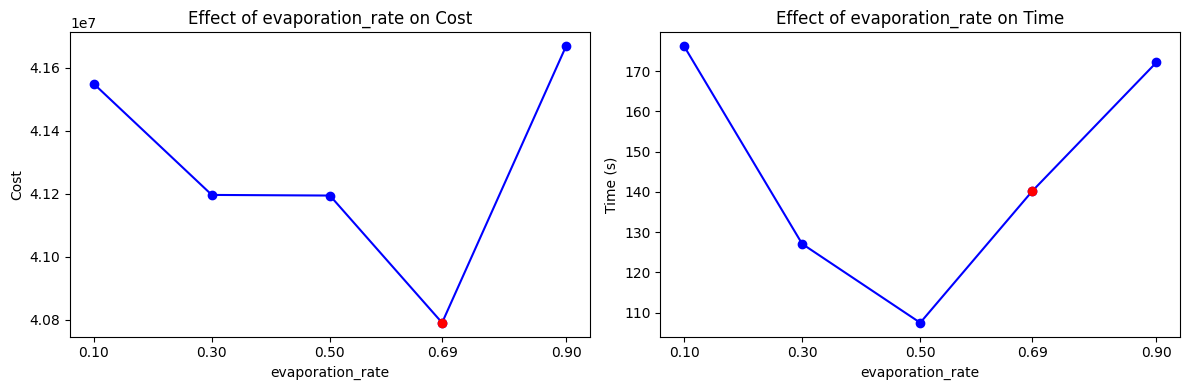 Effect of evaporation_rate on Cost
1e7
4.16
4.14
4.12
4.10
4.08
Cost
0.10 0.30 0.50 0.69 0.90
evaporation_rate
Effect of evaporation_rate on Time
170
160
150
140
130
120
110
Time (s)
0.10 0.30 0.50 0.69 0.90
evaporation_rate